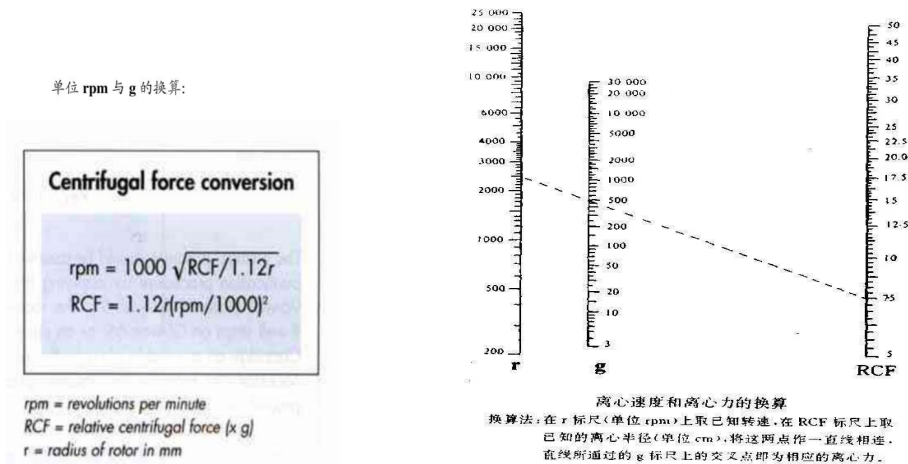 单位 rpm 与 g 的换算:
Centrifugal force conversion
rpm = 1000 √RCF/1.12r
RCF = 1.12r(rpm/1000)²
rpm = revolutions per minute
RCF = relative centrifugal force (x g)
r = radius of rotor in mm
25 000
20 000
15 000
10 000
6000
4000
3000
2000
1000
500
200
r
30 000
20 000
10 000
5000
2000
1000
500
200
100
50
20
10
3
g
50
45
40
35
30
25
22.5
20.0
17.5
15
12.5
10
7.5
5
RCF
离心速度和离心力的换算
换算法:在 r 标尺(单位 rpm)上取已知转速,在 RCF 标尺上取
已知的离心半径(单位 cm),将这两点作一直线相连.
直线所通过的 g 标尺上的交叉点即为相应的离心力。